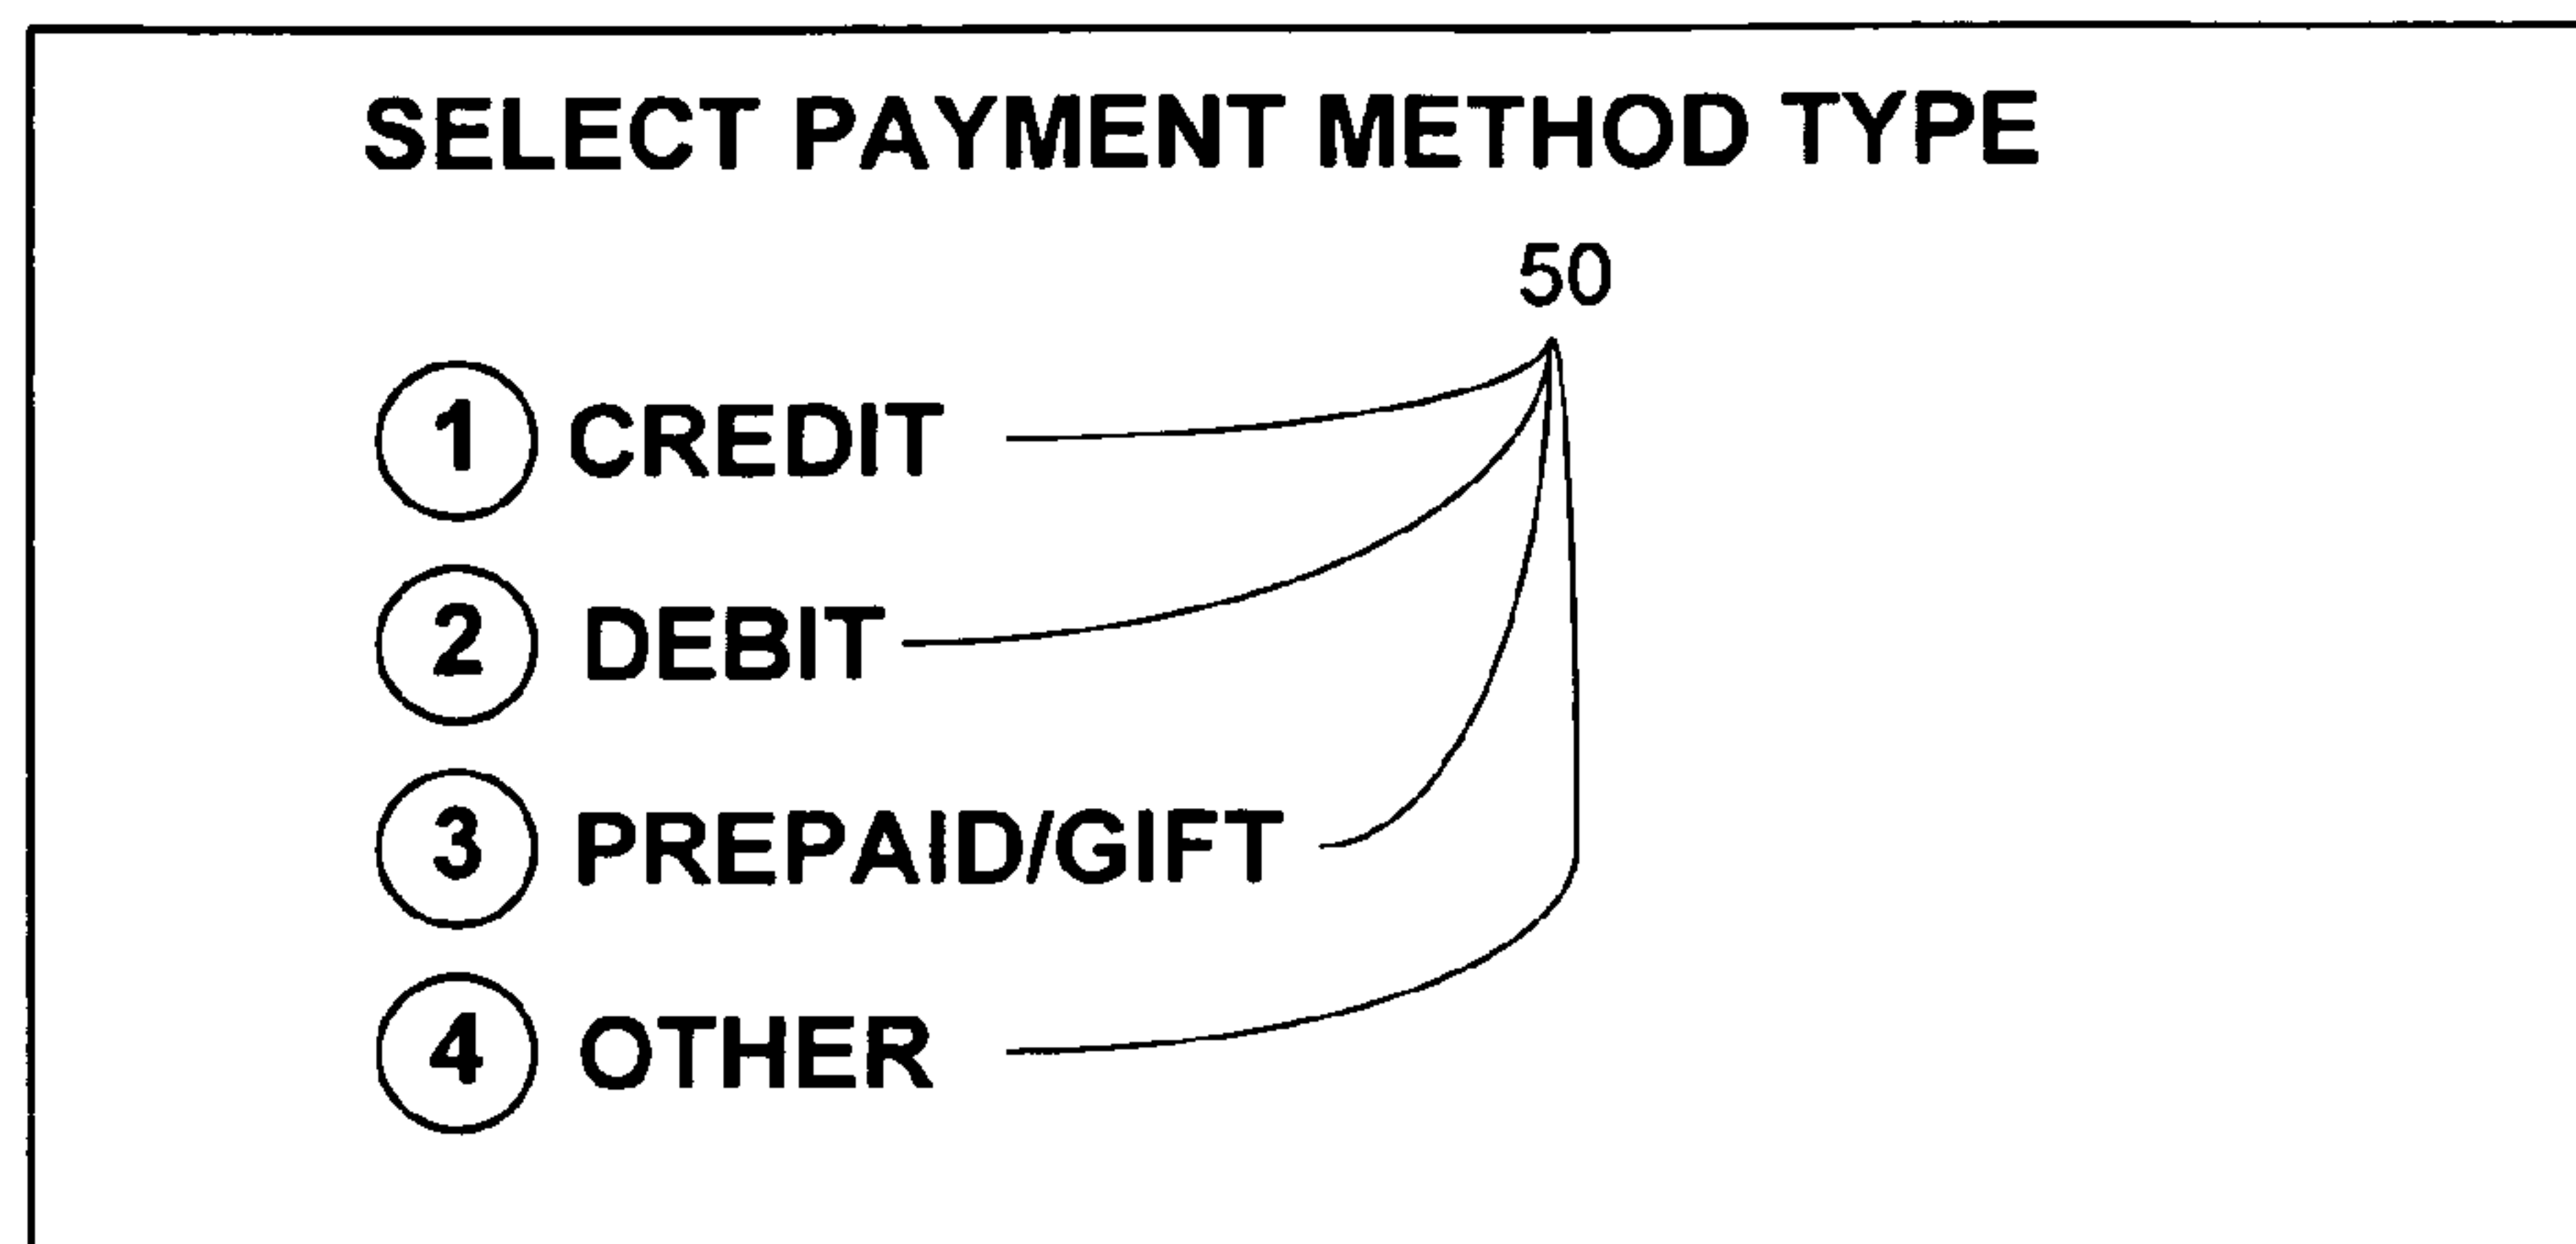 SELECT PAYMENT METHOD TYPE
50
1 CREDIT
2 DEBIT
3 PREPAID/GIFT
4 OTHER